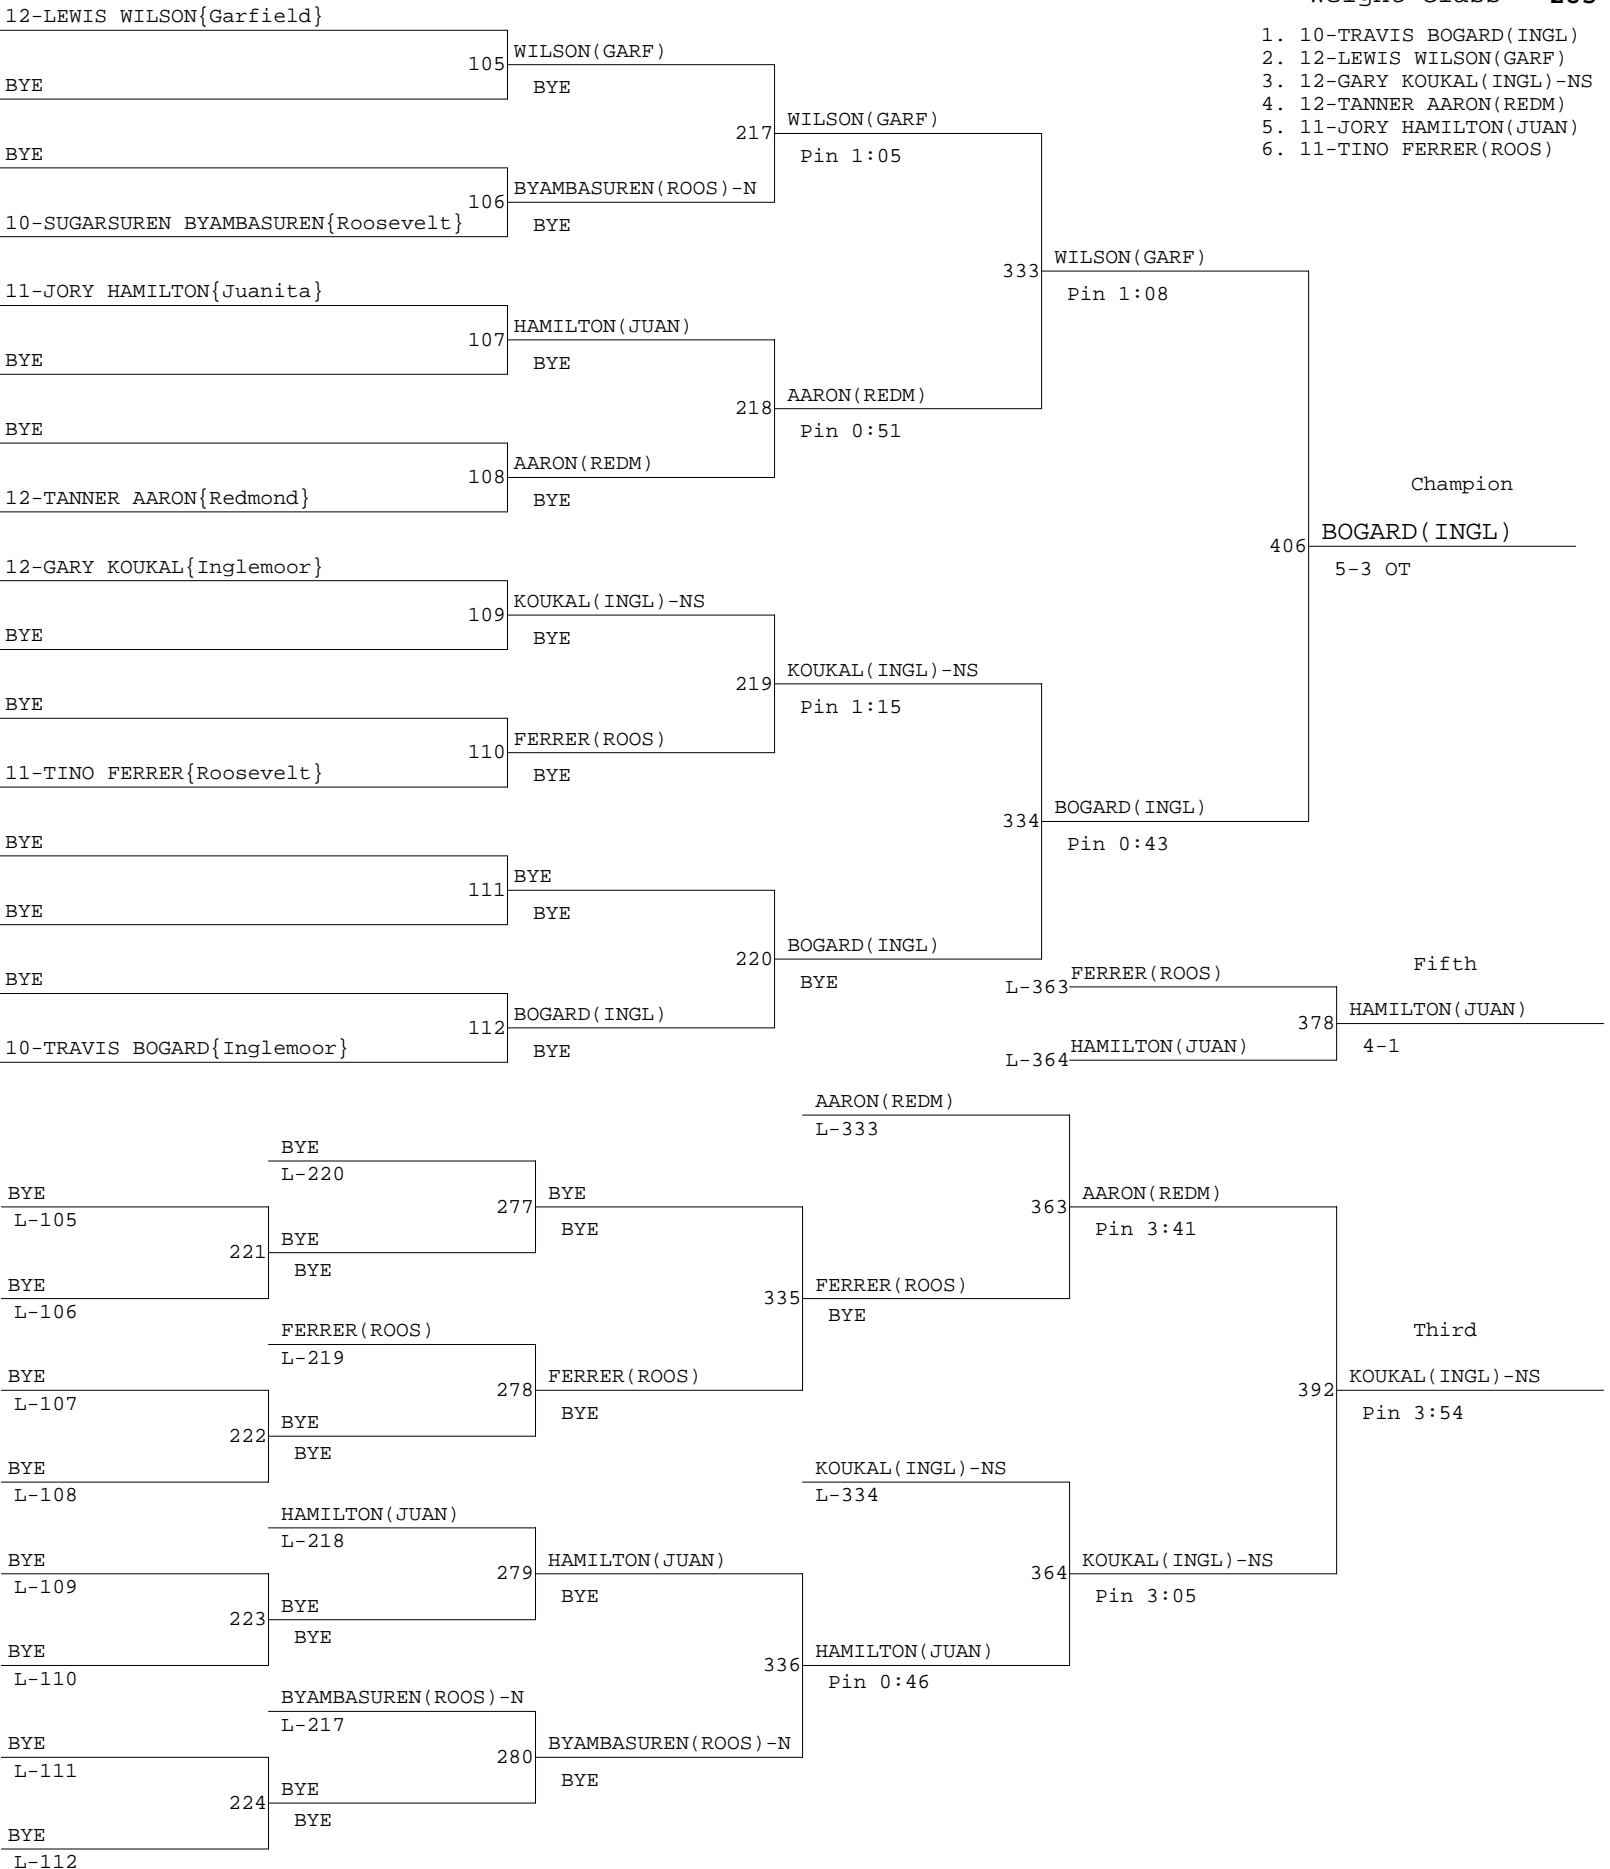 12-LEWIS WILSON{Garfield}
105
WILSON(GARF)
BYE
BYE
217
WILSON(GARF)
Pin 1:05
BYE
106
BYAMBASUREN(ROOS)-N
BYE
10-SUGARSUREN BYAMBASUREN{Roosevelt}
333
WILSON(GARF)
Pin 1:08
11-JORY HAMILTON{Juanita}
107
HAMILTON(JUAN)
BYE
BYE
218
AARON(REDM)
Pin 0:51
BYE
108
AARON(REDM)
BYE
12-TANNER AARON{Redmond}
Champion
406
BOGARD(INGL)
5-3 OT
12-GARY KOUKAL{Inglemoor}
109
KOUKAL(INGL)-NS
BYE
BYE
219
KOUKAL(INGL)-NS
Pin 1:15
BYE
110
FERRER(ROOS)
BYE
11-TINO FERRER{Roosevelt}
334
BOGARD(INGL)
Pin 0:43
BYE
111
BYE
BYE
BYE
220
BOGARD(INGL)
BYE
BYE
112
BOGARD(INGL)
BYE
10-TRAVIS BOGARD{Inglemoor}
1. 10-TRAVIS BOGARD(INGL)
2. 12-LEWIS WILSON(GARF)
3. 12-GARY KOUKAL(INGL)-NS
4. 12-TANNER AARON(REDM)
5. 11-JORY HAMILTON(JUAN)
6. 11-TINO FERRER(ROOS)
Fifth
L-363
FERRER(ROOS)
378
HAMILTON(JUAN)
4-1
L-364
HAMILTON(JUAN)
AARON(REDM)
L-333
BYE
L-220
BYE
L-105
277
BYE
BYE
363
AARON(REDM)
Pin 3:41
221
BYE
BYE
BYE
L-106
335
FERRER(ROOS)
BYE
FERRER(ROOS)
L-219
Third
BYE
L-107
278
FERRER(ROOS)
BYE
392
KOUKAL(INGL)-NS
Pin 3:54
222
BYE
BYE
BYE
L-108
KOUKAL(INGL)-NS
L-334
HAMILTON(JUAN)
L-218
BYE
L-109
279
HAMILTON(JUAN)
BYE
364
KOUKAL(INGL)-NS
Pin 3:05
223
BYE
BYE
BYE
L-110
336
HAMILTON(JUAN)
Pin 0:46
BYAMBASUREN(ROOS)-N
L-217
BYE
L-111
280
BYAMBASUREN(ROOS)-N
BYE
224
BYE
BYE
BYE
L-112